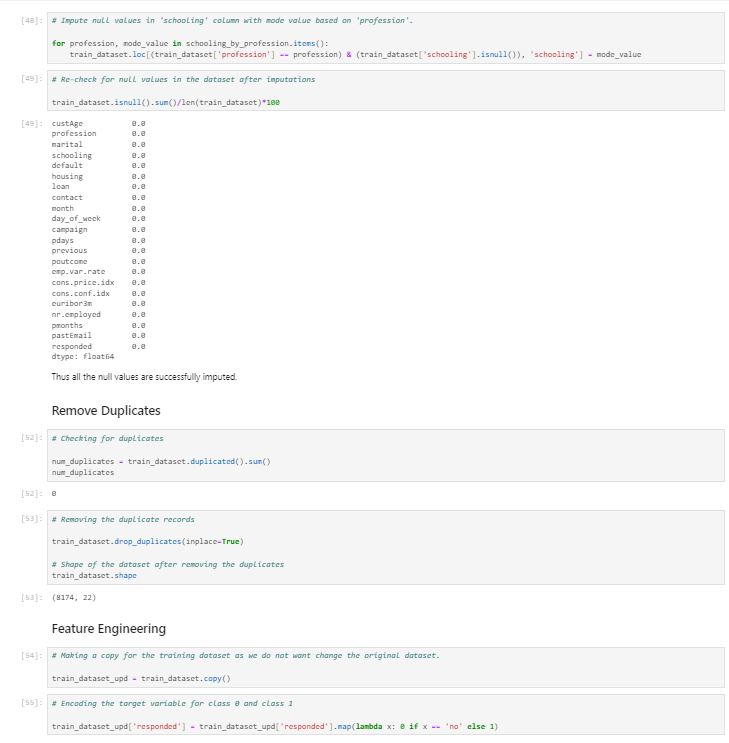 [48]: # Impute null values in 'schooling' column with mode value based on 'profession'.
for profession, mode_value in schooling_by_profession.items():
train_dataset.loc[(train_dataset['profession'] == profession) & (train_dataset['schooling'].isnull()), 'schooling'] = mode_value
[49]: # Re-check for null values in the dataset after imputations
train_dataset.isnull().sum()/len(train_dataset)*100
[49]: custAge 0.0
profession 0.0
marital 0.0
schooling 0.0
default 0.0
housing 0.0
loan 0.0
contact 0.0
month 0.0
day_of_week 0.0
campaign 0.0
pdays 0.0
previous 0.0
poutcome 0.0
emp.var.rate 0.0
cons.price.idx 0.0
cons.conf.idx 0.0
euribor3m 0.0
nr.employed 0.0
pmonths 0.0
pastEmail 0.0
responded 0.0
dtype: float64
Thus all the null values are successfully imputed.
Remove Duplicates
[52]: # Checking for duplicates
num_duplicates = train_dataset.duplicated().sum()
num_duplicates
[52]: 0
[53]: # Removing the duplicate records
train_dataset.drop_duplicates(inplace=True)
# Shape of the dataset after removing the duplicates
train_dataset.shape
[53]: (8174, 22)
Feature Engineering
[54]: # Making a copy for the training dataset as we do not want change the original dataset.
train_dataset_upd = train_dataset.copy()
[55]: # Encoding the target variable for class 0 and class 1
train_dataset_upd['responded'] = train_dataset_upd['responded'].map(lambda x: 0 if x == 'no' else 1)